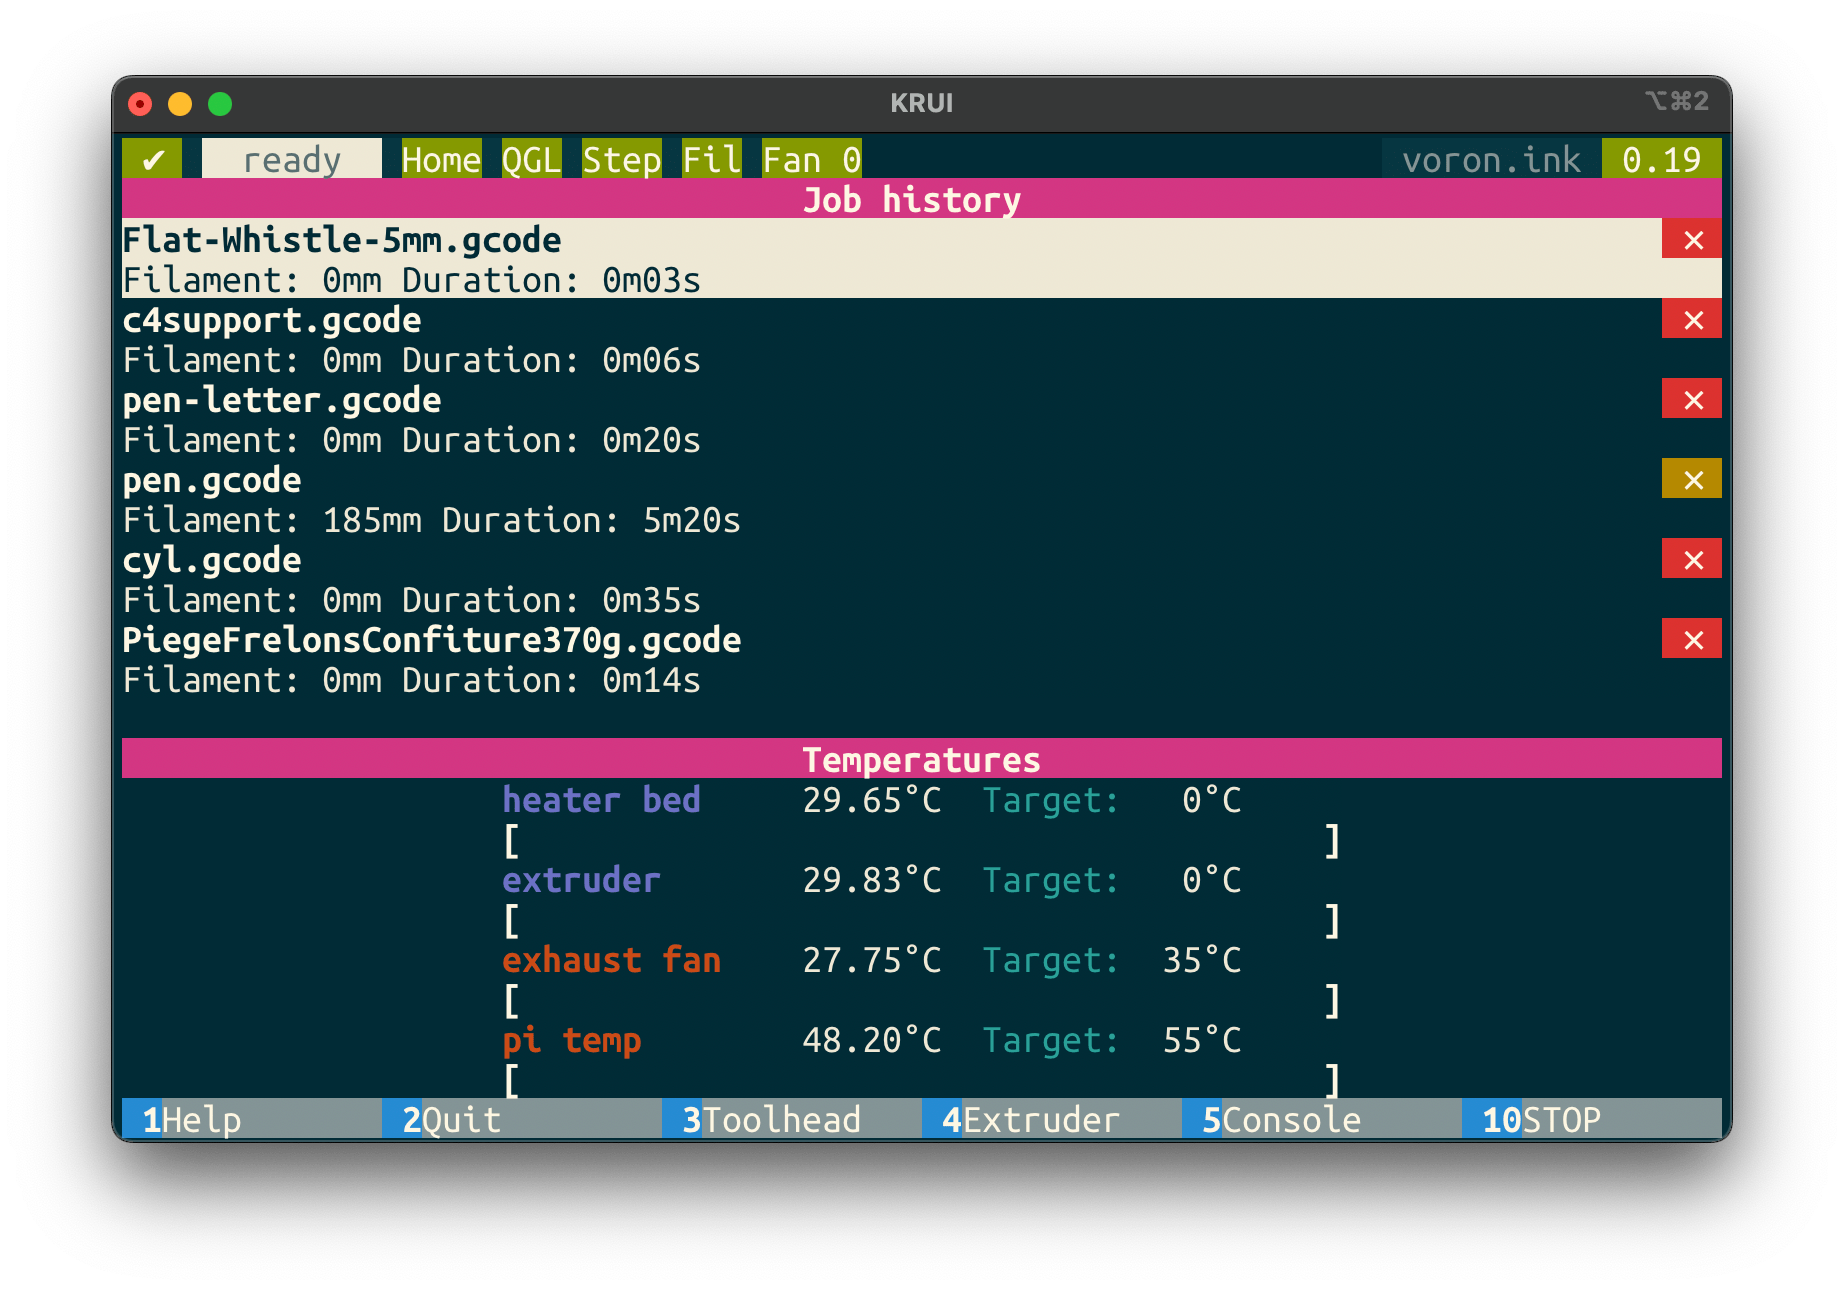 KRUI ⌥⌘2
✔ ready Home QGL Step Fil Fan 0 voron.ink 0.19
Job history
Flat-Whistle-5mm.gcode ✕
Filament: 0mm Duration: 0m03s
c4support.gcode ✕
Filament: 0mm Duration: 0m06s
pen-letter.gcode ✕
Filament: 0mm Duration: 0m20s
pen.gcode ✕
Filament: 185mm Duration: 5m20s
cyl.gcode ✕
Filament: 0mm Duration: 0m35s
PiegeFrelonsConfiture370g.gcode ✕
Filament: 0mm Duration: 0m14s
Temperatures
heater bed 29.65°C Target: 0°C
[ ]
extruder 29.83°C Target: 0°C
[ ]
exhaust fan 27.75°C Target: 35°C
[ ]
pi temp 48.20°C Target: 55°C
[ ]
1Help 2Quit 3Toolhead 4Extruder 5Console 10STOP